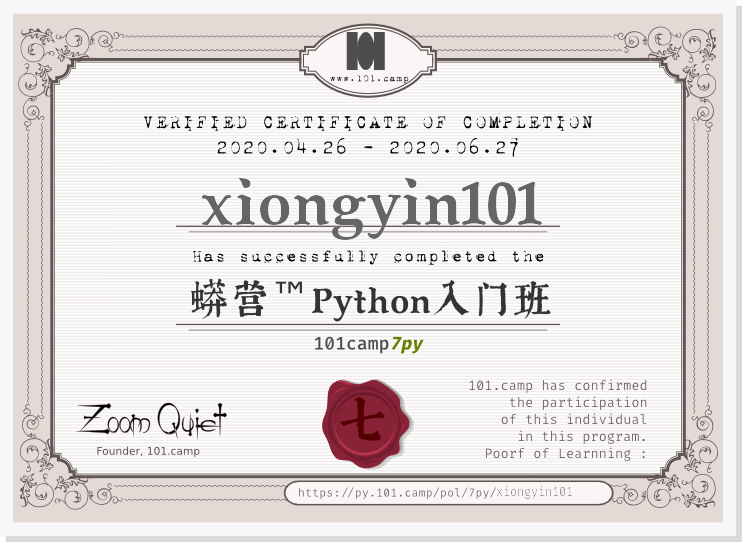 www.101.camp
VERIFIED CERTIFICATE OF COMPLETION
2020.04.26 - 2020.06.27
xiongyin101
Has successfully completed the
蟒营™Python入门班
101camp7py
Zoom Quiet
Founder, 101.camp
七
101.camp has confirmed
the participation
of this individual
in this program.
Poorf of Learnning :
https://py.101.camp/pol/7py/xiongyin101